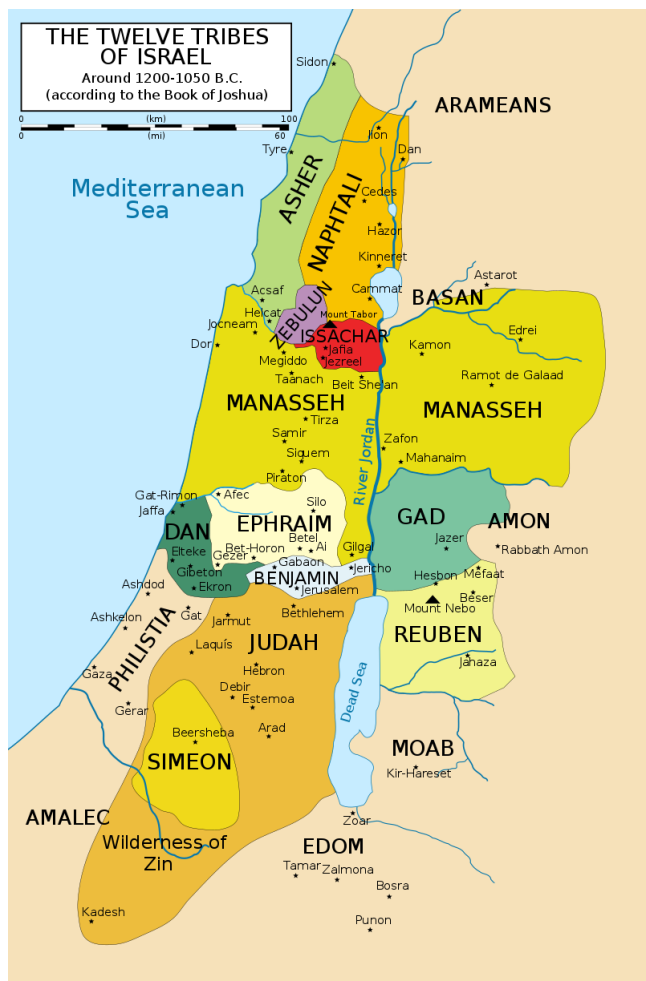 THE TWELVE TRIBES
OF ISRAEL
Around 1200-1050 B.C.
(according to the Book of Joshua)
0 (km) 100
0 (mi) 60
Sidon
ARAMEANS
Ijon
Tyre
Dan
ASHER
Mediterranean
Sea
NAPHTALI
Cedes
Hazor
Kinneret
Astarot
Acsaf
Cammat
BASAN
Helcat
ZEBULUN
Mount Tabor
Jocneam
Edrei
ISSACHAR
Dor
Jafia
Kamon
Megiddo
Jezreel
Taanach
Beit Shelan
Ramot de Galaad
MANASSEH
MANASSEH
Tirza
Samir
River Jordan
Zafon
Siquem
Mahanaim
Piraton
Gat-Rimon
Afec
Silo
Jaffa
EPHRAIM
GAD
AMON
DAN
Betel
Jazer
Elteke
Bet-Horon
Ai
Gilgal
Rabbath Amon
Gezer
Gabaon
Jericho
Gibeton
BENJAMIN
Hesbon
Mefaat
Ashdod
Ekron
Jerusalem
Beser
Mount Nebo
Bethlehem
Ashkelon
Gat
Jarmut
REUBEN
PHILISTIA
JUDAH
Laquís
Jahaza
Gaza
Hebron
Dead Sea
Debir
Estemoa
Gerar
Arad
Beersheba
MOAB
SIMEON
Kir-Hareset
AMALEC
Zoar
Wilderness of
Zin
EDOM
Tamar
Zalmona
Bosra
Kadesh
Punon